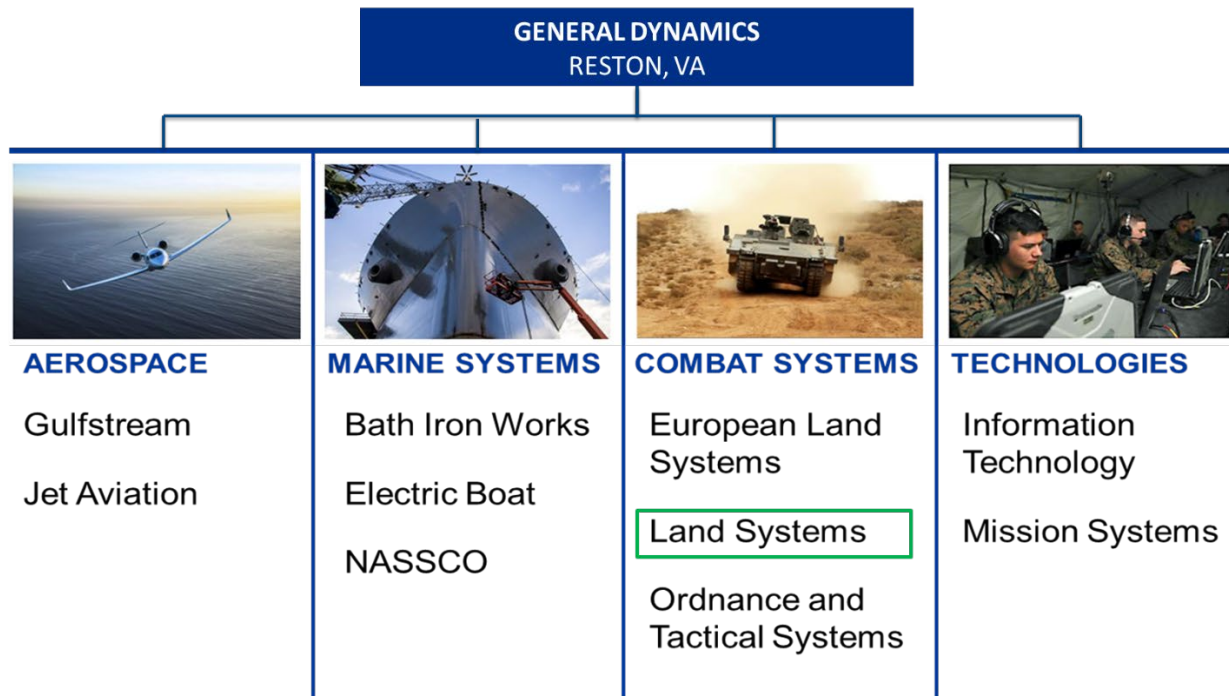 GENERAL DYNAMICS
RESTON, VA
AEROSPACE
Gulfstream
Jet Aviation
MARINE SYSTEMS
Bath Iron Works
Electric Boat
NASSCO
COMBAT SYSTEMS
European Land
Systems
Land Systems
Ordnance and
Tactical Systems
TECHNOLOGIES
Information
Technology
Mission Systems